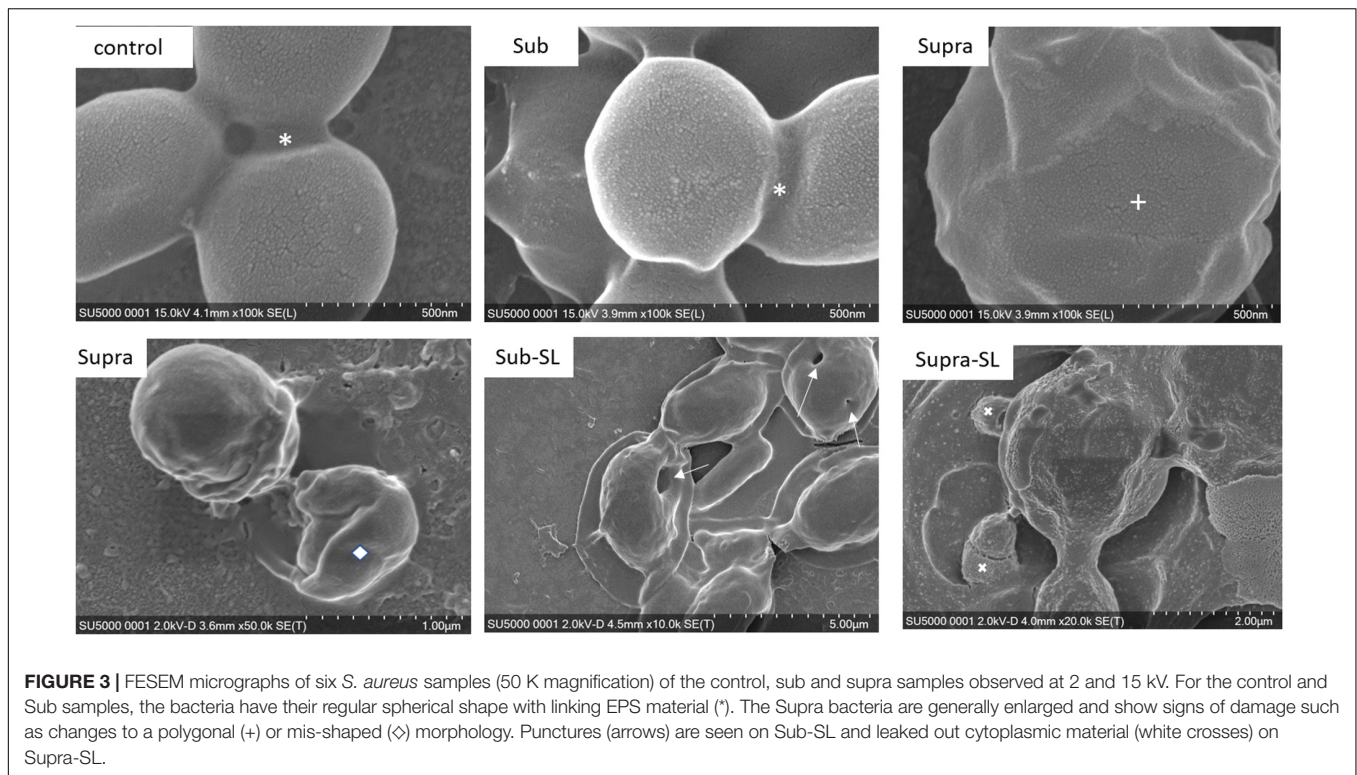 control
Sub
Supra
*
*
+
SU5000 0001 15.0kV 4.1mm x100k SE(L) 500nm
SU5000 0001 15.0kV 3.9mm x100k SE(L) 500nm
SU5000 0001 15.0kV 3.9mm x100k SE(L) 500nm
Supra
Sub-SL
Supra-SL
SU5000 0001 2.0kV-D 3.6mm x50.0k SE(T) 1.00µm
SU5000 0001 2.0kV-D 4.5mm x10.0k SE(T) 5.00µm
SU5000 0001 2.0kV-D 4.0mm x20.0k SE(T) 2.00µm
FIGURE 3 | FESEM micrographs of six S. aureus samples (50 K magnification) of the control, sub and supra samples observed at 2 and 15 kV. For the control and
Sub samples, the bacteria have their regular spherical shape with linking EPS material (*). The Supra bacteria are generally enlarged and show signs of damage such
as changes to a polygonal (+) or mis-shaped (◇) morphology. Punctures (arrows) are seen on Sub-SL and leaked out cytoplasmic material (white crosses) on
Supra-SL.